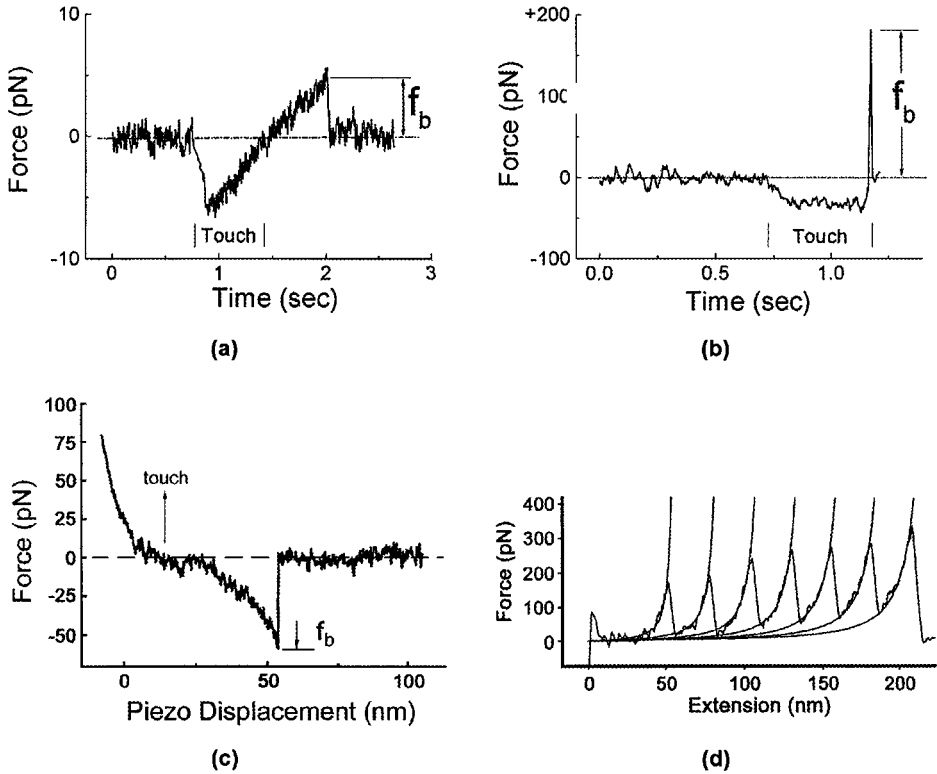 10
0
-10
Force (pN)
f_b
Touch
0 1 2 3
Time (sec)
(a)
+200
100
0
-100
Force (pN)
f_b
Touch
0.0 0.5 1.0
Time (sec)
(b)
100
75
50
25
0
-25
-50
Force (pN)
touch
f_b
0 50 100
Piezo Displacement (nm)
(c)
400
300
200
100
0
Force (pN)
0 50 100 150 200
Extension (nm)
(d)